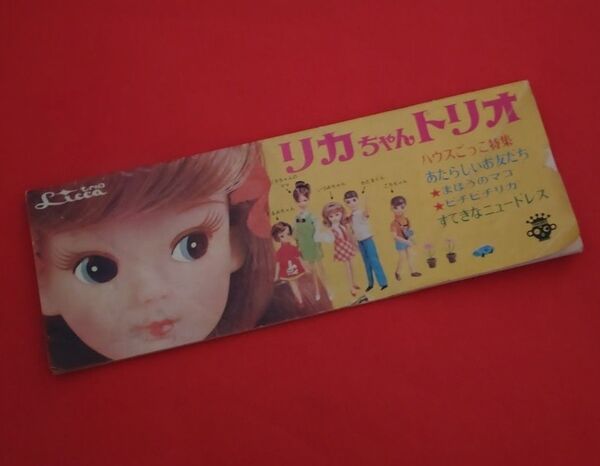 Licca trio
リカちゃんトリオ
ハウスごっこ特集
あたらしいお友だち
★まほうのマコ
★ピチピチリカ
すてきなニュードレス